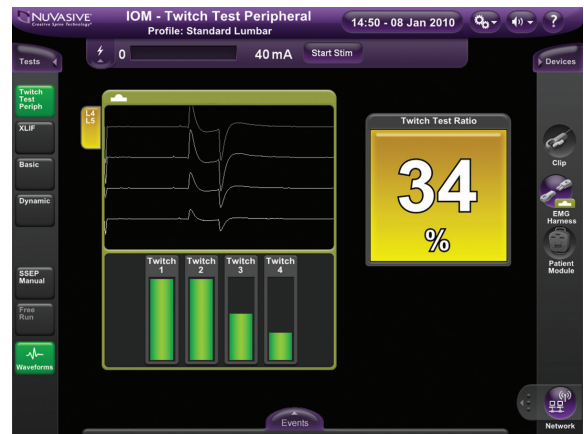 NUVASIVE
Creative Spine Technology
IOM - Twitch Test Peripheral
Profile: Standard Lumbar
14:50 - 08 Jan 2010
?
Tests
0
40 mA
Start Stim
Devices
Twitch
Test
Periph
XLIF
Basic
Dynamic
SSEP
Manual
Free
Run
Waveforms
L4
L5
Twitch
1
Twitch
2
Twitch
3
Twitch
4
Twitch Test Ratio
34
%
Clip
EMG
Harness
Patient
Module
Network
Events